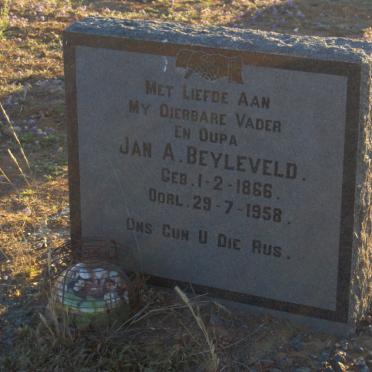 Met Liefde Aan
My Dierbare Vader
En Oupa
Jan A. Beyleveld.
Geb. 1-2-1866.
Oorl. 29-7-1958.
Ons Gun U Die Rus.